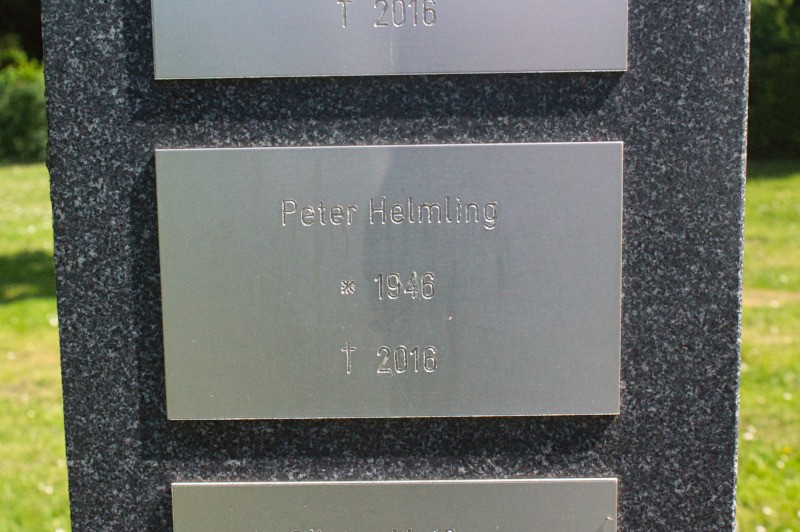 † 2016
Peter Helmling
* 1946
† 2016